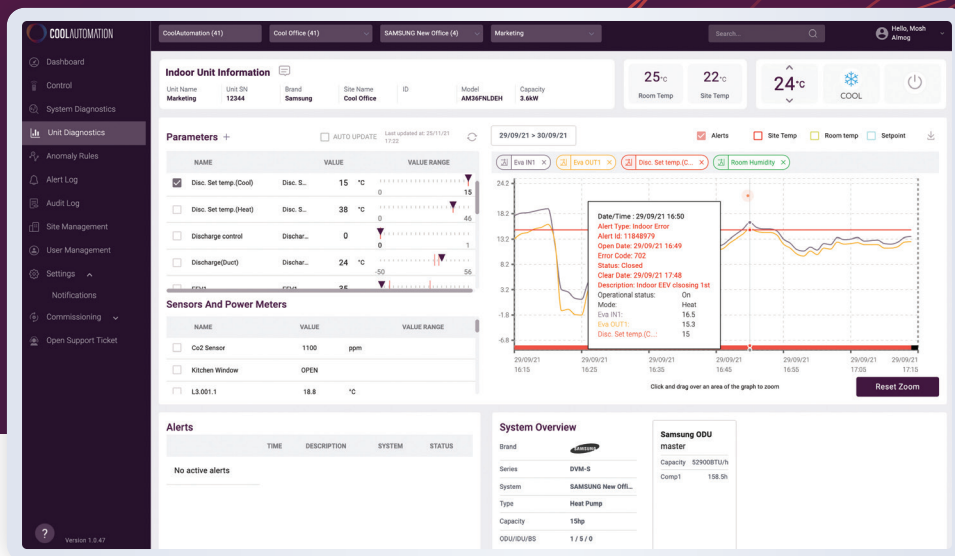 COOLAUTOMATION
CoolAutomation (41)
Cool Office (41)
SAMSUNG New Office (4)
Marketing
Search...
Hello, Mosh
Almog
Dashboard
Control
System Diagnostics
Unit Diagnostics
Anomaly Rules
Alert Log
Audit Log
Site Management
User Management
Settings
Notifications
Commissioning
Open Support Ticket
? Version 1.0.47
Indoor Unit Information
Unit Name Unit SN Brand Site Name ID Model Capacity
Marketing 12344 Samsung Cool Office AM36FNLDEH 3.6kW
25°C 22°C
Room Temp Site Temp
24°C
COOL
Parameters +
AUTO UPDATE
Last updated at: 25/11/21
17:22
NAME VALUE VALUE RANGE
Disc. Set temp.(Cool) Disc. S... 15 °C 0 15
Disc. Set temp.(Heat) Disc. S... 38 °C 0 46
Discharge control Dischar... 0 0 1
Discharge(Duct) Dischar... 24 °C -50 56
Sensors And Power Meters
NAME VALUE VALUE RANGE
Co2 Sensor 1100 ppm
Kitchen Window OPEN
L3.001.1 18.8 °C
29/09/21 > 30/09/21
Alerts Site Temp Room temp Setpoint
Eva IN1 × Eva OUT1 × Disc. Set temp.(C... × Room Humidity ×
24.2
18.2
13.2
8.2
3.2
-1.8
-6.8
Date/Time : 29/09/21 16:50
Alert Type: Indoor Error
Alert Id: 11848979
Open Date: 29/09/21 16:49
Error Code: 702
Status: Closed
Clear Date: 29/09/21 17:48
Description: Indoor EEV clsosing 1st
Operational status: On
Mode: Heat
Eva IN1: 16.5
Eva OUT1: 15.3
Disc. Set temp.(C...: 15
29/09/21 29/09/21 29/09/21 29/09/21 29/09/21 29/09/21 29/09/21
16:15 16:25 16:35 16:45 16:55 17:05 17:15
Click and drag over an area of the graph to zoom
Reset Zoom
Alerts
TIME DESCRIPTION SYSTEM STATUS
No active alerts
System Overview
Brand SAMSUNG
Series DVM-S
System SAMSUNG New Offi...
Type Heat Pump
Capacity 15hp
ODU/IDU/BS 1 / 5 / 0
Samsung ODU
master
Capacity 52900BTU/h
Comp1 158.5h